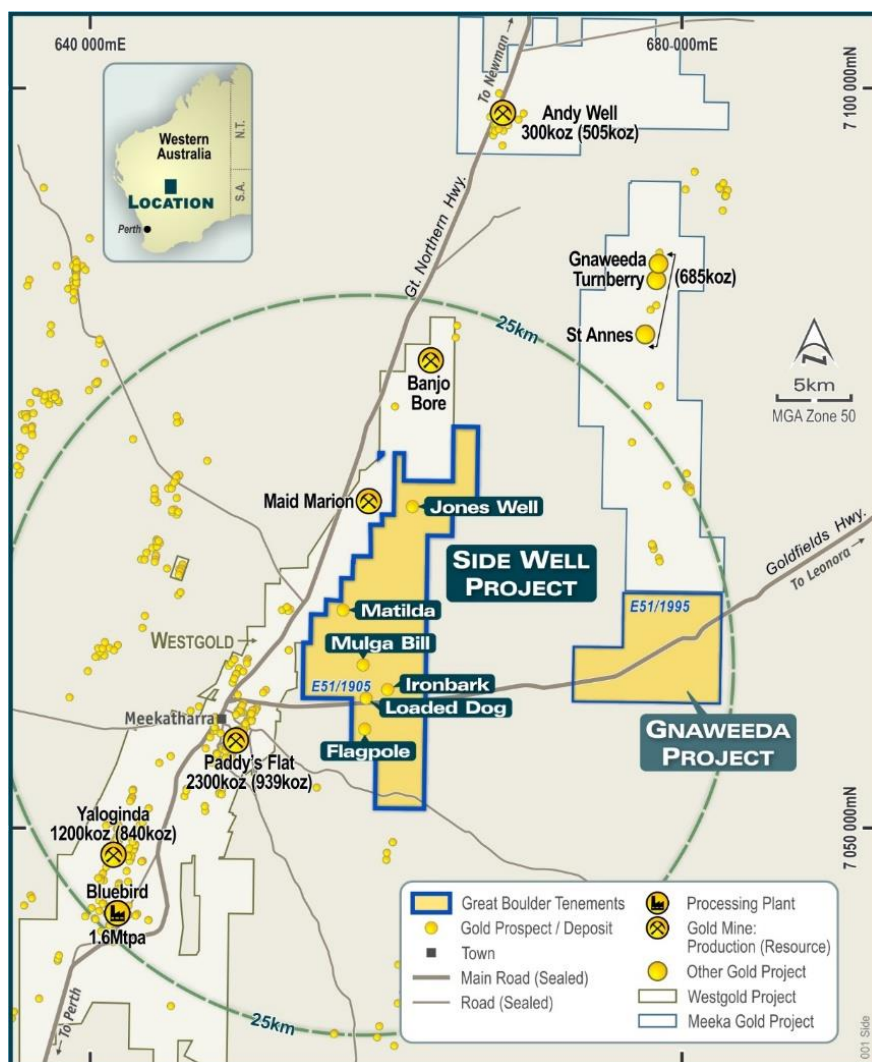 640 000mE
680 000mE
7 100 000mN
To Newman
Western
Australia
N.T.
S.A.
LOCATION
Perth
Andy Well
300koz (505koz)
Gt. Northern Hwy.
Gnaweeda
Turnberry
(685koz)
St Annes
25km
5km
MGA Zone 50
Banjo
Bore
Maid Marion
Jones Well
Goldfields Hwy.
To Leonora
SIDE WELL
PROJECT
Matilda
E51/1995
WESTGOLD
Mulga Bill
E51/1905
Ironbark
Loaded Dog
Meekatharra
Flagpole
GNAWEEDA
PROJECT
Paddy's Flat
2300koz (939koz)
Yaloginda
1200koz (840koz)
7 050 000mN
Bluebird
1.6Mtpa
To Perth
25km
Great Boulder Tenements
Gold Prospect / Deposit
Town
Main Road (Sealed)
Road (Sealed)
Processing Plant
Gold Mine:
Production (Resource)
Other Gold Project
Westgold Project
Meeka Gold Project
001 Side